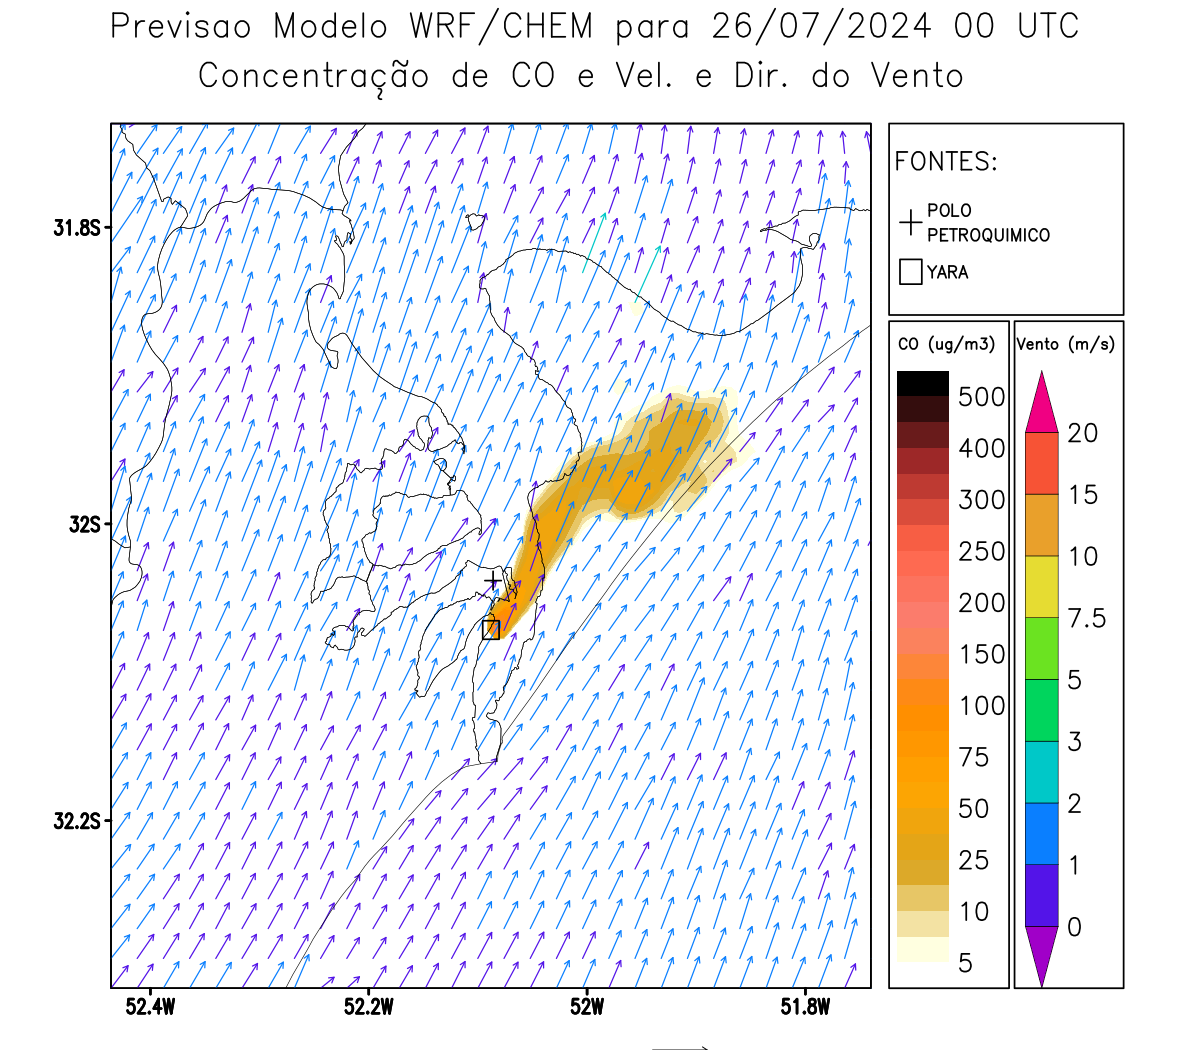 Previsao Modelo WRF/CHEM para 26/07/2024 00 UTC
Concentração de CO e Vel. e Dir. do Vento
FONTES:
POLO
PETROQUIMICO
YARA
CO (ug/m3)
500
400
300
250
200
150
100
75
50
25
10
5
Vento (m/s)
20
15
10
7.5
5
3
2
1
0
31.8S
32S
32.2S
52.4W
52.2W
52W
51.8W